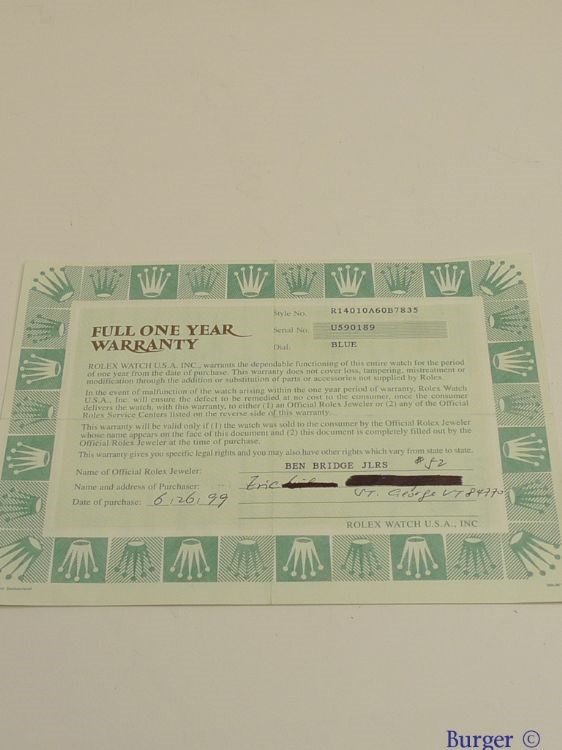 FULL ONE YEAR
WARRANTY
Style No. R14010A60B7835
Serial No. U590189
Dial: BLUE
ROLEX WATCH U.S.A., INC., warrants the dependable functioning of this entire watch for the period
of one year from the date of purchase. This warranty does not cover loss, tampering, mistreatment or
modification through the addition or substitution of parts or accessories not supplied by Rolex.
In the event of malfunction of the watch arising within the one year period of warranty, Rolex Watch
U.S.A., Inc. will ensure the defect to be remedied at no cost to the consumer, once the consumer
delivers the watch, with this warranty, to either (1) an Official Rolex Jeweler or (2) any of the Official
Rolex Service Centers listed on the reverse side of this warranty.
This warranty will be valid only if (1) the watch was sold to the consumer by the Official Rolex Jeweler
whose name appears on the face of this document and (2) this document is completely filled out by the
Official Rolex Jeweler at the time of purchase.
This warranty gives you specific legal rights and you may also have other rights which vary from state to state.
Name of Official Rolex Jeweler: BEN BRIDGE JLRS #52
Name and address of Purchaser: Eric
Date of purchase: 6,26,99 ST. George UT 84770
ROLEX WATCH U.S.A., INC
Burger ©